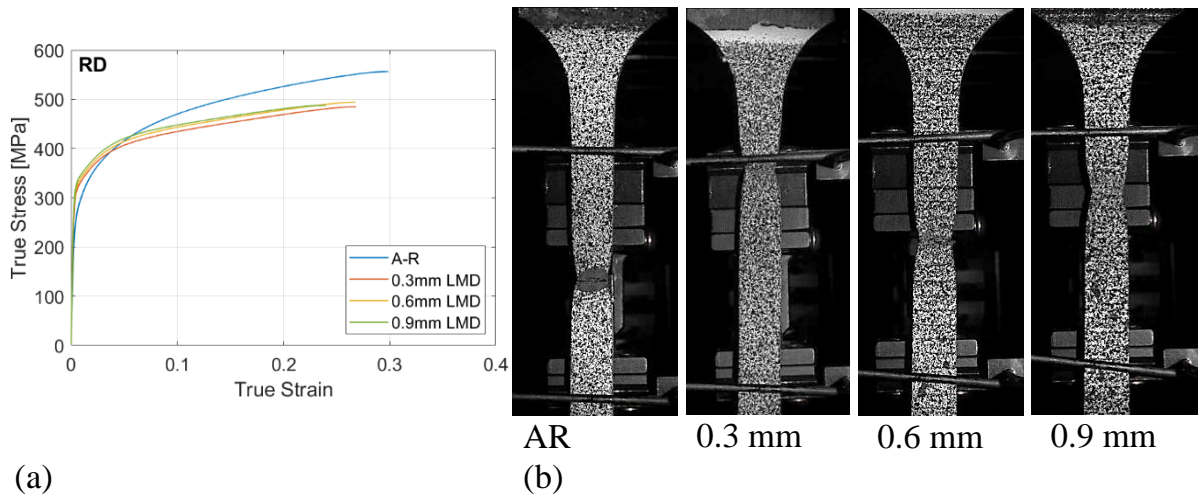 RD
True Stress [MPa]
600
500
400
300
200
100
0
A-R
0.3mm LMD
0.6mm LMD
0.9mm LMD
0
0.1
0.2
0.3
0.4
True Strain
(a)
AR
0.3 mm
0.6 mm
0.9 mm
(b)